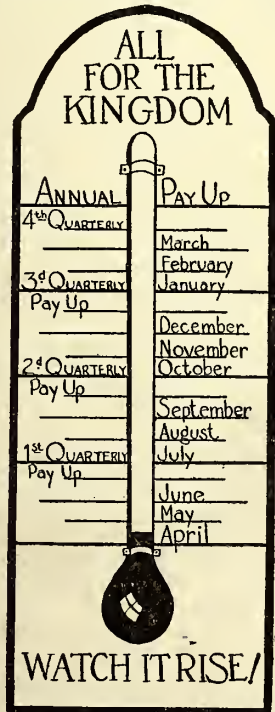 ALL
FOR THE
KINGDOM
ANNUAL PAY UP
4th QUARTERLY
March
February
3d QUARTERLY January
Pay Up
December
November
2d QUARTERLY October
Pay Up
September
August
1st QUARTERLY July
Pay Up
June
May
April
WATCH IT RISE!